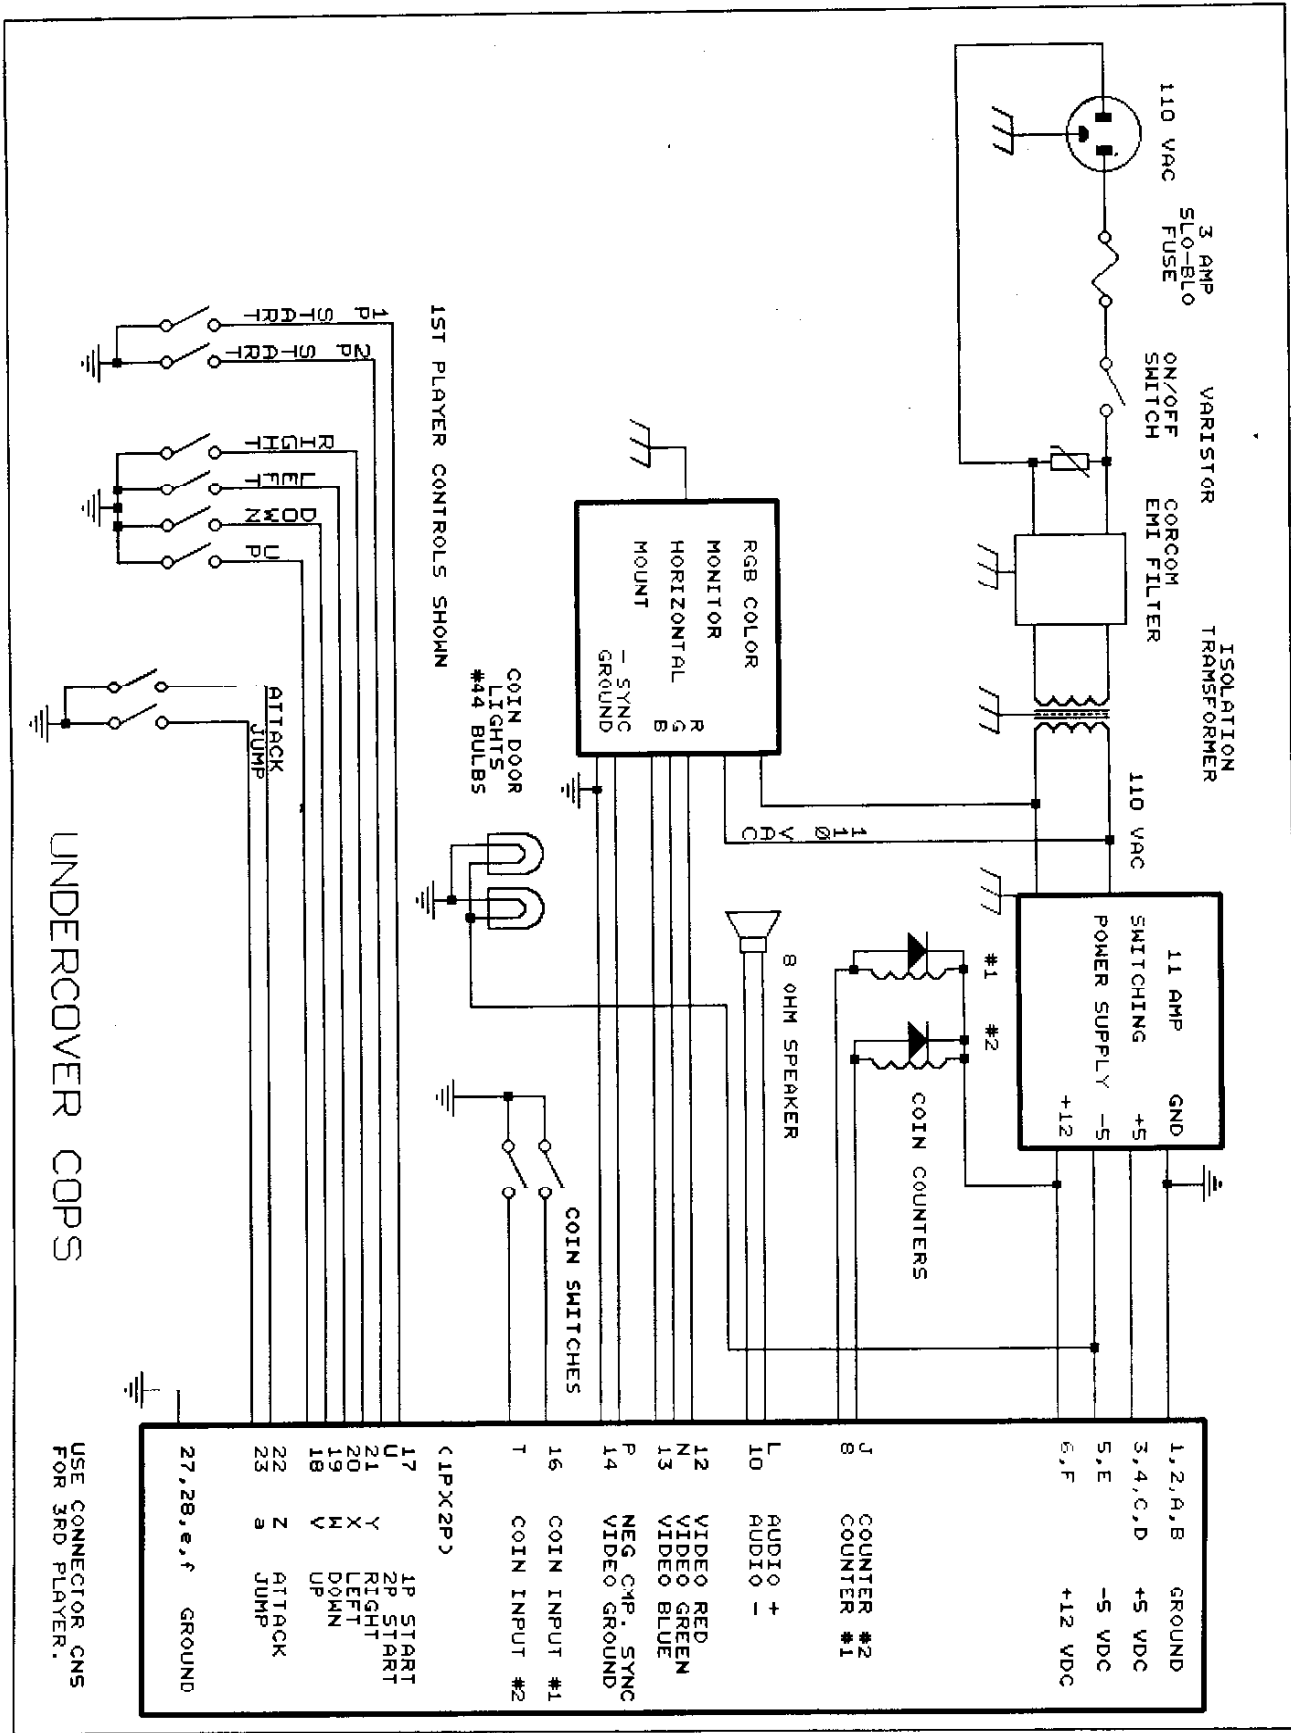 110 VAC
3 AMP
SLO-BLO
FUSE
ON/OFF
SWITCH
VARISTOR
CORCOM
EMI FILTER
ISOLATION
TRAMSFORMER
110 VAC
11 AMP
SWITCHING
POWER SUPPLY
GND
+5
-5
+12
#1
#2
COIN COUNTERS
8 OHM SPEAKER
110 VAC
RGB COLOR
MONITOR
HORIZONTAL
MOUNT
R
G
B
- SYNC
GROUND
COIN DOOR
LIGHTS
#44 BULBS
COIN SWITCHES
1ST PLAYER CONTROLS SHOWN
1P START
2P START
RIGHT
LEFT
DOWN
UP
ATTACK
JUMP
1,2,A,B GROUND
3,4,C,D +5 VDC
5,E -5 VDC
6,F +12 VDC
J COUNTER #2
8 COUNTER #1
L AUDIO +
10 AUDIO -
12 VIDEO RED
N VIDEO GREEN
13 VIDEO BLUE
P NEG CMP. SYNC
14 VIDEO GROUND
16 COIN INPUT #1
T COIN INPUT #2
(1P)(2P)
17 1P START
U 2P START
21 Y RIGHT
20 X LEFT
19 W DOWN
18 V UP
22 Z ATTACK
23 a JUMP
27,28,e,f GROUND
UNDERCOVER COPS
USE CONNECTOR CN5
FOR 3RD PLAYER.